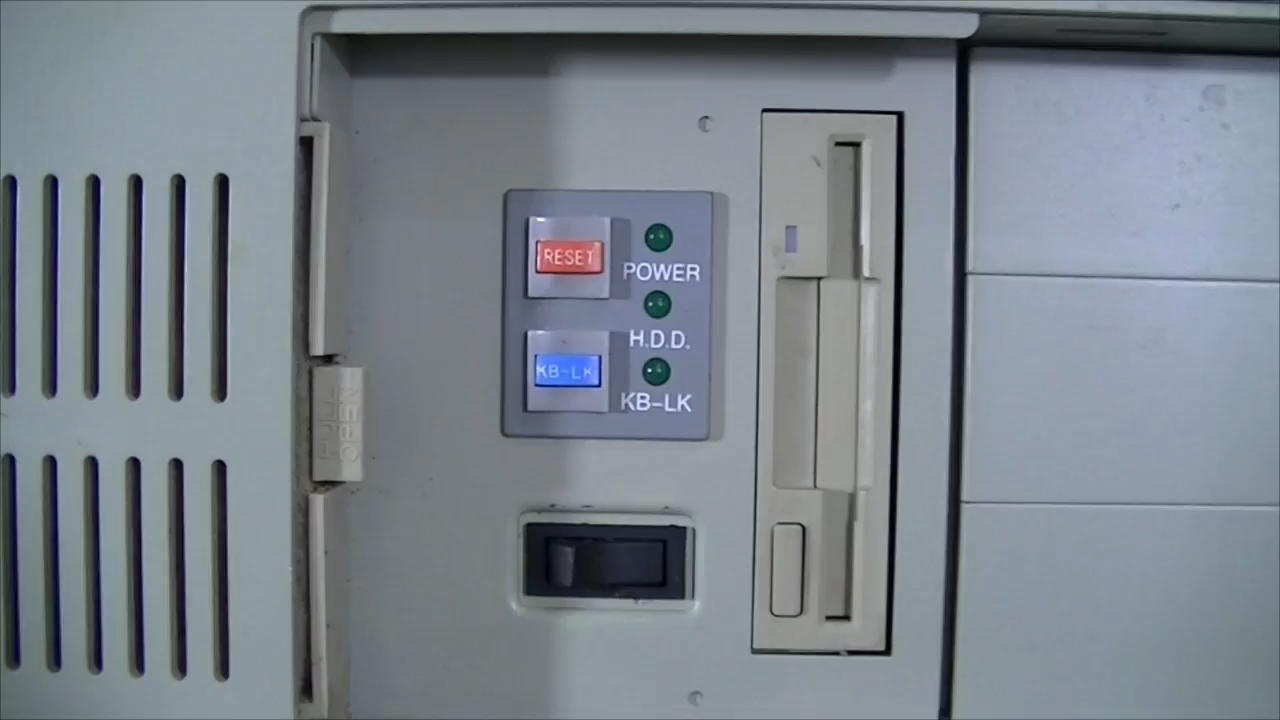 RESET
POWER
H.D.D.
KB-LK
KB-LK
PULL
OPEN